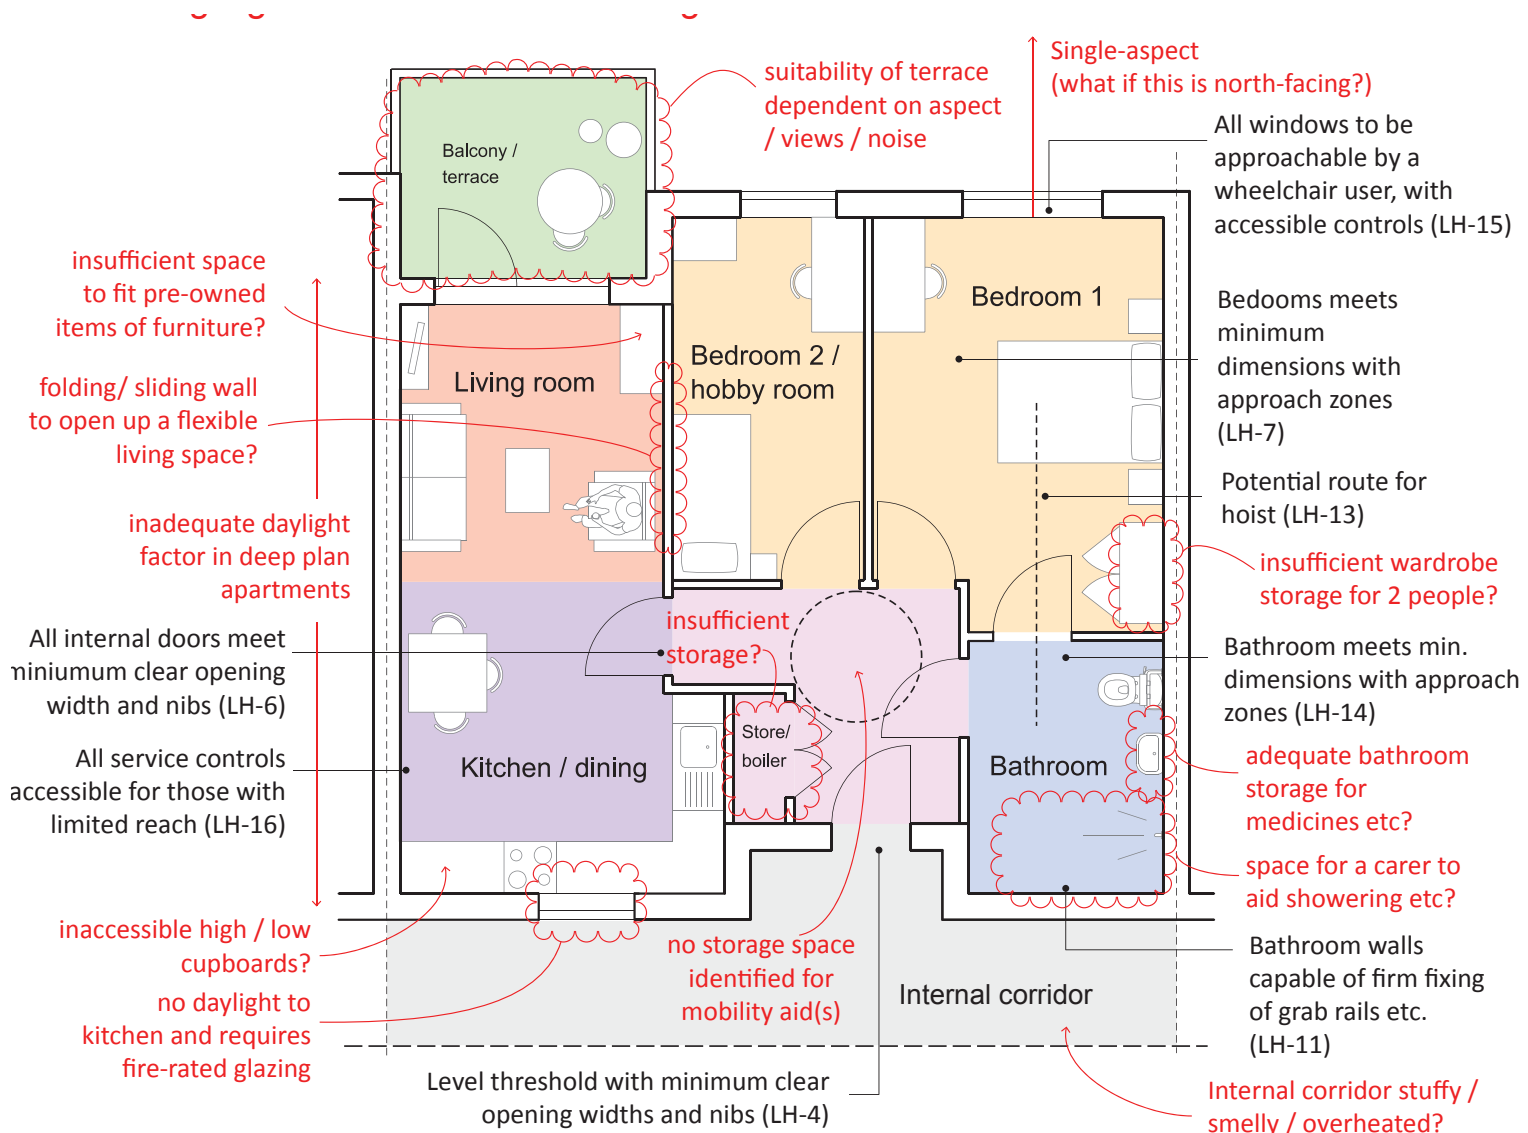 suitability of terrace
dependent on aspect
/ views / noise
Single-aspect
(what if this is north-facing?)
All windows to be
approachable by a
wheelchair user, with
accessible controls (LH-15)
Balcony /
terrace
insufficient space
to fit pre-owned
items of furniture?
folding/ sliding wall
to open up a flexible
living space?
inadequate daylight
factor in deep plan
apartments
All internal doors meet
miniumum clear opening
width and nibs (LH-6)
All service controls
accessible for those with
limited reach (LH-16)
inaccessible high / low
cupboards?
no daylight to
kitchen and requires
fire-rated glazing
Living room
Bedroom 2 /
hobby room
Bedroom 1
Bedooms meets
minimum
dimensions with
approach zones
(LH-7)
Potential route for
hoist (LH-13)
insufficient wardrobe
storage for 2 people?
insufficient
storage?
Bathroom meets min.
dimensions with approach
zones (LH-14)
Store/
boiler
Kitchen / dining
Bathroom
adequate bathroom
storage for
medicines etc?
space for a carer to
aid showering etc?
no storage space
identified for
mobility aid(s)
Internal corridor
Bathroom walls
capable of firm fixing
of grab rails etc.
(LH-11)
Level threshold with minimum clear
opening widths and nibs (LH-4)
Internal corridor stuffy /
smelly / overheated?